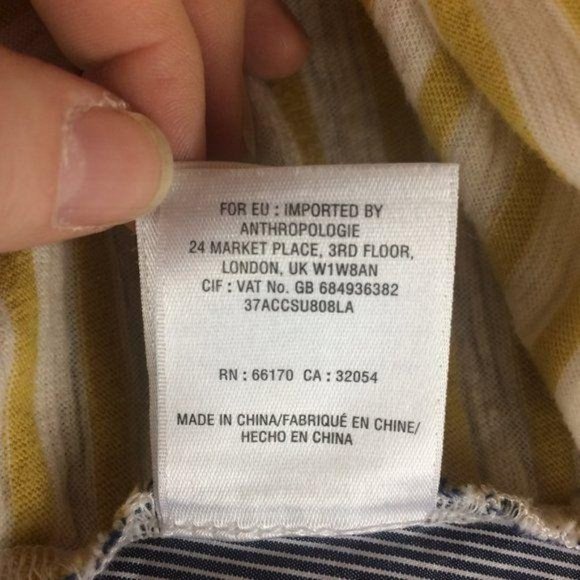 FOR EU : IMPORTED BY
ANTHROPOLOGIE
24 MARKET PLACE, 3RD FLOOR,
LONDON, UK W1W8AN
CIF : VAT No. GB 684936382
37ACCSU808LA
RN : 66170 CA : 32054
MADE IN CHINA/FABRIQUÉ EN CHINE/
HECHO EN CHINA